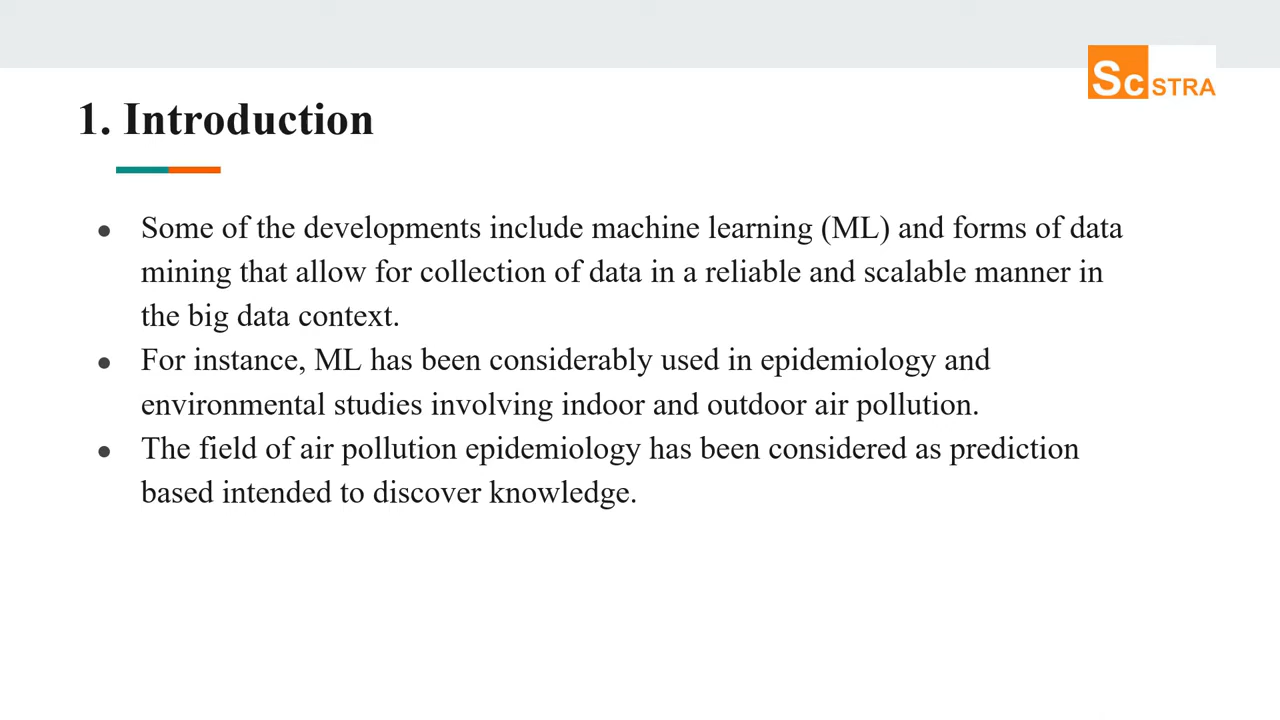 Sc STRA
1. Introduction
● Some of the developments include machine learning (ML) and forms of data
mining that allow for collection of data in a reliable and scalable manner in
the big data context.
● For instance, ML has been considerably used in epidemiology and
environmental studies involving indoor and outdoor air pollution.
● The field of air pollution epidemiology has been considered as prediction
based intended to discover knowledge.